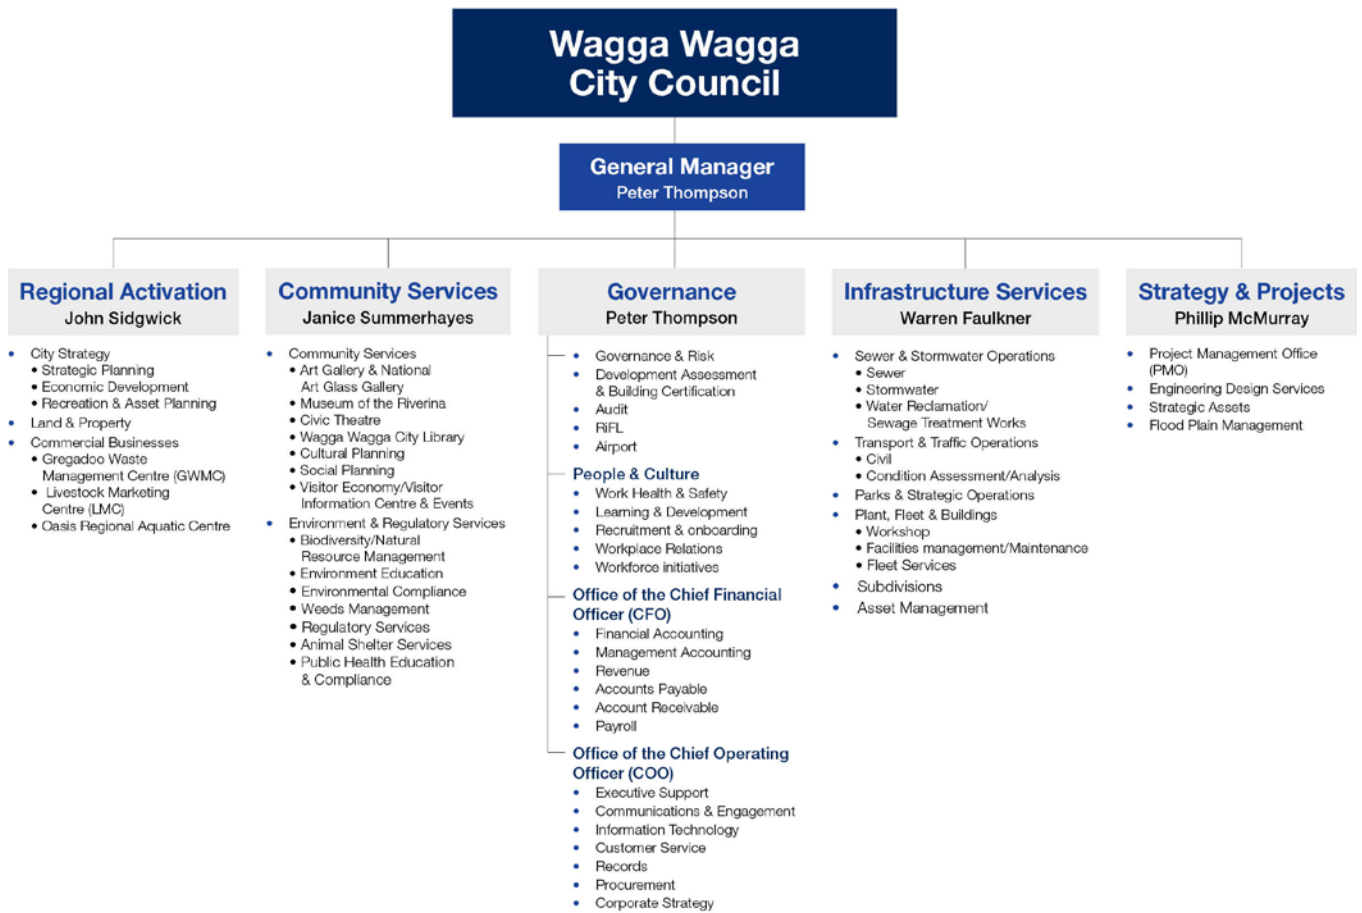 Wagga Wagga
City Council
General Manager
Peter Thompson
Regional Activation
John Sidgwick
• City Strategy
• Strategic Planning
• Economic Development
• Recreation & Asset Planning
• Land & Property
• Commercial Businesses
• Gregadoo Waste
Management Centre (GWMC)
• Livestock Marketing
Centre (LMC)
• Oasis Regional Aquatic Centre
Community Services
Janice Summerhayes
• Community Services
• Art Gallery & National
Art Glass Gallery
• Museum of the Riverina
• Civic Theatre
• Wagga Wagga City Library
• Cultural Planning
• Social Planning
• Visitor Economy/Visitor
Information Centre & Events
• Environment & Regulatory Services
• Biodiversity/Natural
Resource Management
• Environment Education
• Environmental Compliance
• Weeds Management
• Regulatory Services
• Animal Shelter Services
• Public Health Education
& Compliance
Governance
Peter Thompson
• Governance & Risk
• Development Assessment
& Building Certification
• Audit
• RiFL
• Airport
People & Culture
• Work Health & Safety
• Learning & Development
• Recruitment & onboarding
• Workplace Relations
• Workforce initiatives
Office of the Chief Financial
Officer (CFO)
• Financial Accounting
• Management Accounting
• Revenue
• Accounts Payable
• Account Receivable
• Payroll
Office of the Chief Operating
Officer (COO)
• Executive Support
• Communications & Engagement
• Information Technology
• Customer Service
• Records
• Procurement
• Corporate Strategy
Infrastructure Services
Warren Faulkner
• Sewer & Stormwater Operations
• Sewer
• Stormwater
• Water Reclamation/
Sewage Treatment Works
• Transport & Traffic Operations
• Civil
• Condition Assessment/Analysis
• Parks & Strategic Operations
• Plant, Fleet & Buildings
• Workshop
• Facilities management/Maintenance
• Fleet Services
• Subdivisions
• Asset Management
Strategy & Projects
Phillip McMurray
• Project Management Office
(PMO)
• Engineering Design Services
• Strategic Assets
• Flood Plain Management